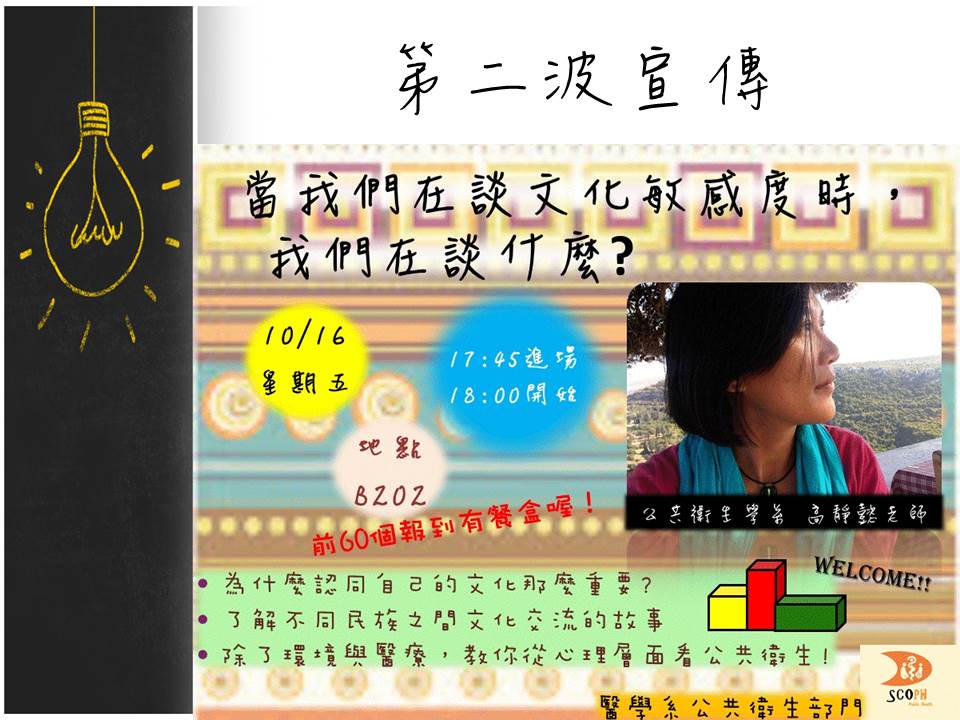 第二波宣傳
當我們在談文化敏感度時，
我們在談什麼?
10/16
星期五
17:45進場
18:00開始
地點
B202
前60個報到有餐盒喔！
公共衛生學系 高靜懿老師
• 為什麼認同自己的文化那麼重要?
• 了解不同民族之間文化交流的故事
• 除了環境與醫療，教你從心理層面看公共衛生!
WELCOME!!
SCOPH
Public Health
醫學系公共衛生部門